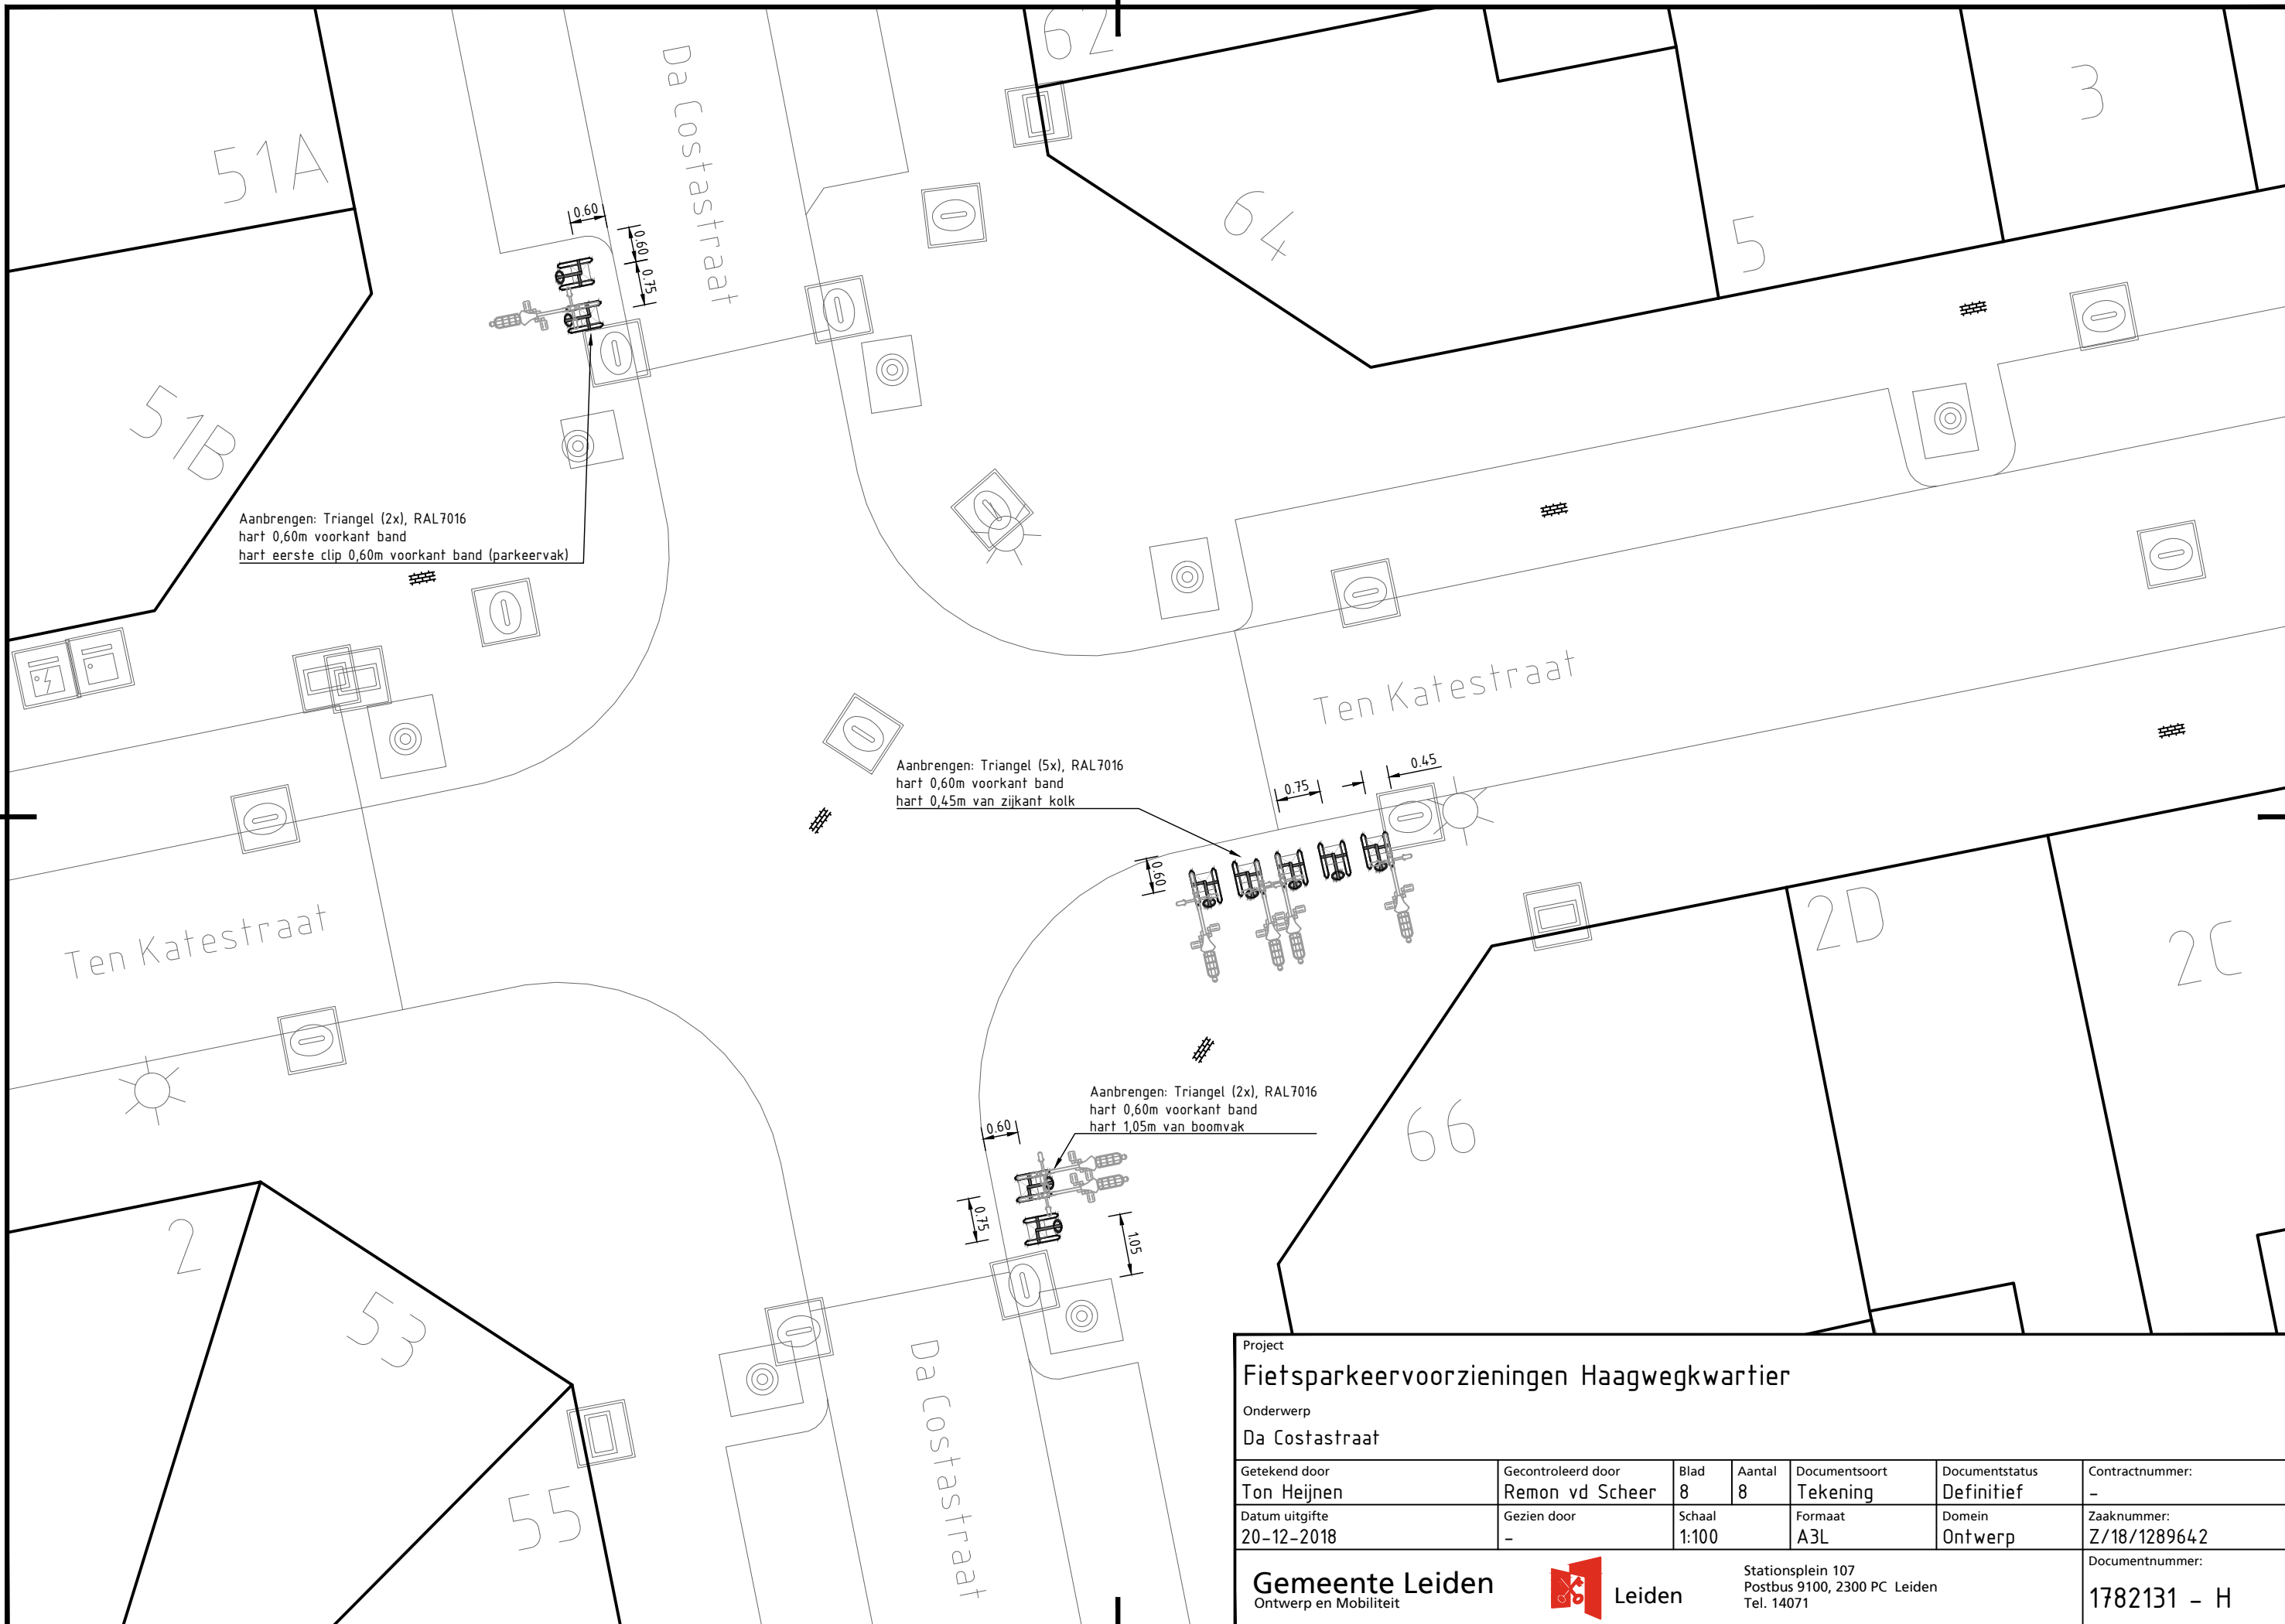 62
Da Costastraat
51A
3
64
5
0.60
0.60
0.75
51B
Aanbrengen: Triangel (2x), RAL7016
hart 0,60m voorkant band
hart eerste clip 0,60m voorkant band (parkeervak)
Ten Katestraat
Aanbrengen: Triangel (5x), RAL7016
hart 0,60m voorkant band
hart 0,45m van zijkant kolk
0.75
0.45
0.60
Ten Katestraat
2D
2C
Aanbrengen: Triangel (2x), RAL7016
hart 0,60m voorkant band
hart 1,05m van boomvak
66
0.60
0.75
1.05
2
53
55
Da Costastraat
Project
Fietsparkeervoorzieningen Haagwegkwartier
Onderwerp
Da Costastraat
Getekend door Gecontroleerd door Blad Aantal Documentsoort Documentstatus Contractnummer:
Ton Heijnen Remon vd Scheer 8 8 Tekening Definitief -
Datum uitgifte Gezien door Schaal Formaat Domein Zaaknummer:
20-12-2018 - 1:100 A3L Ontwerp Z/18/1289642
Gemeente Leiden
Ontwerp en Mobiliteit
Leiden
Stationsplein 107
Postbus 9100, 2300 PC Leiden
Tel. 14071
Documentnummer:
1782131 - H